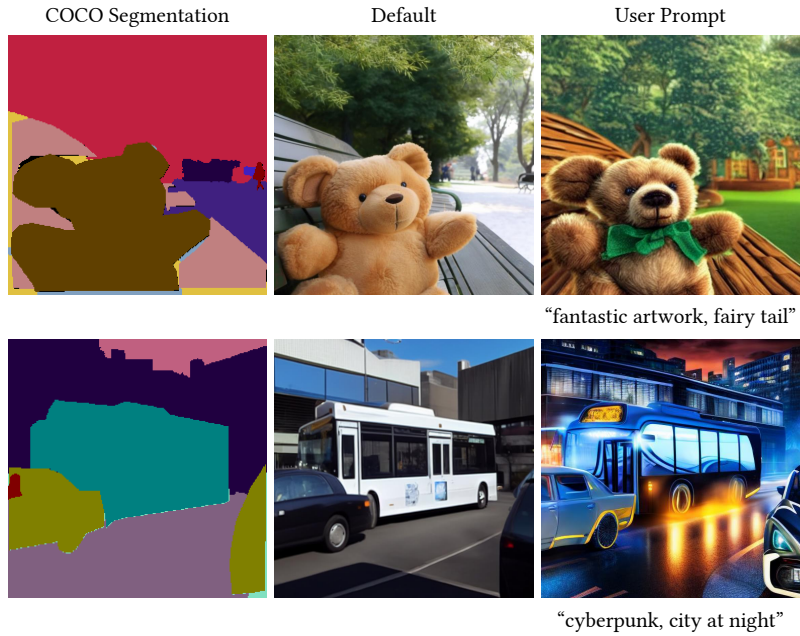 COCO Segmentation
Default
User Prompt
“fantastic artwork, fairy tail”
“cyberpunk, city at night”